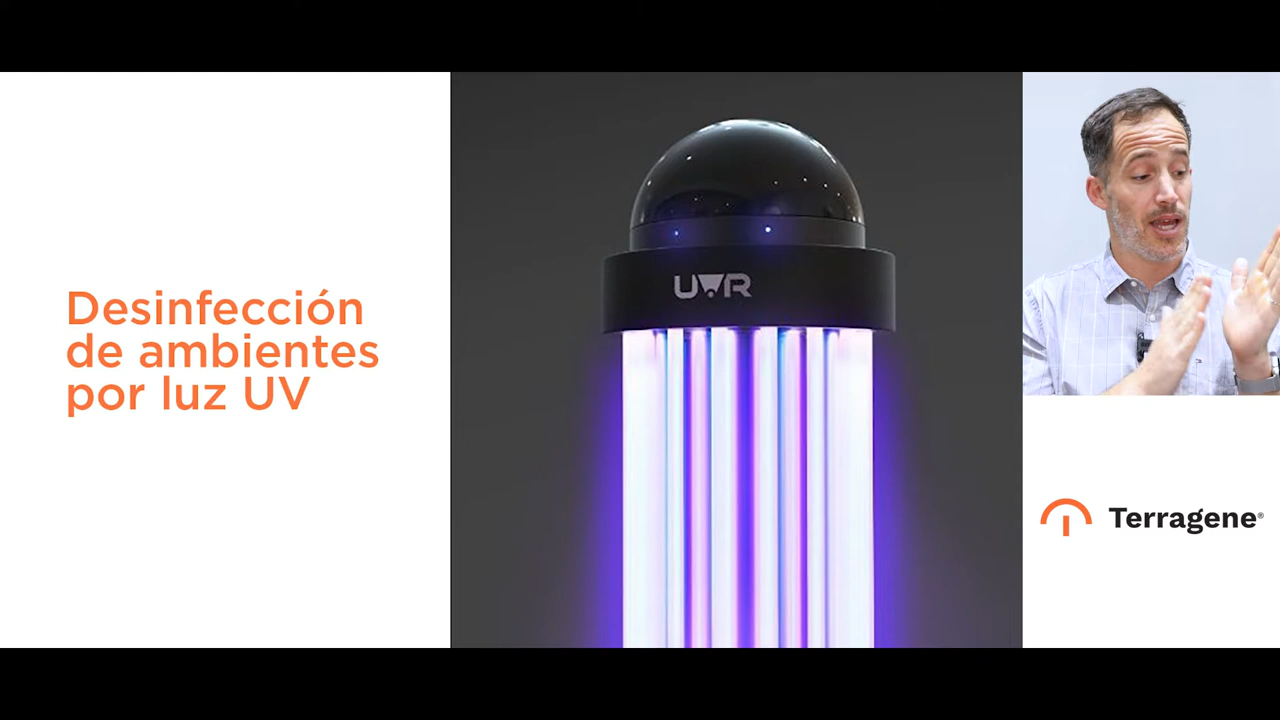 Desinfección
de ambientes
por luz UV
UVR
Terragene®